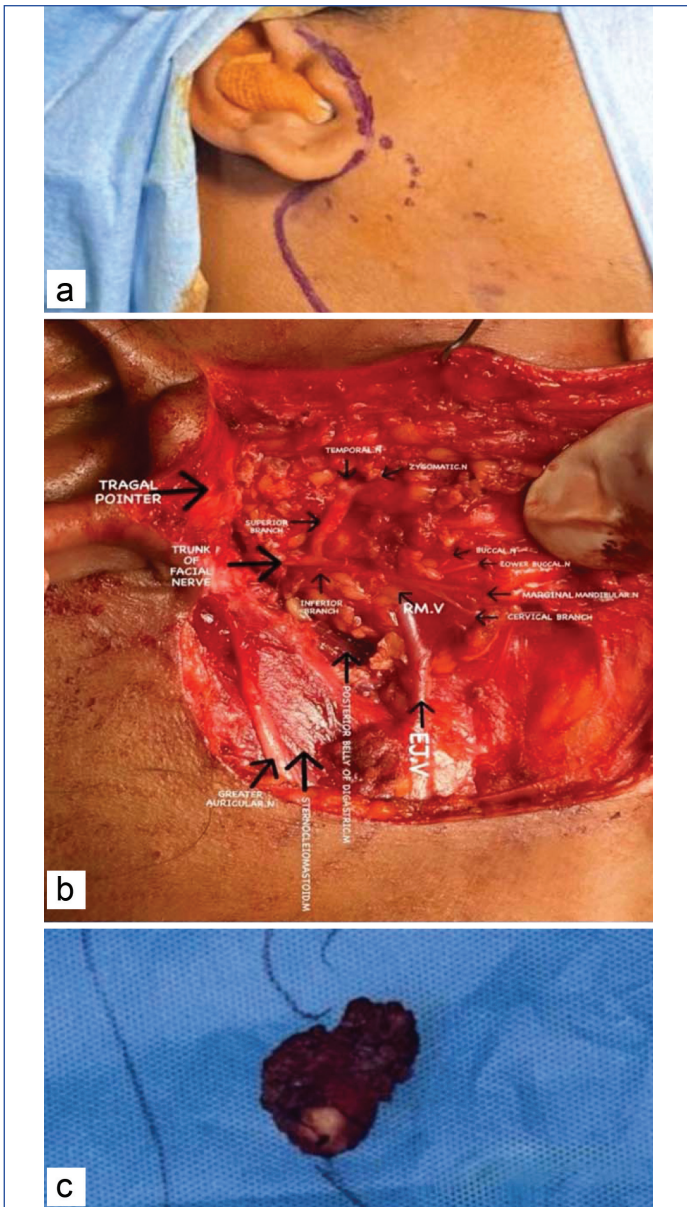 a
TEMPORAL.N
ZYGOMATIC.N
TRAGAL
POINTER
SUPERIOR
BRANCH
TRUNK
OF
FACIAL
NERVE
BUCCAL.N
LOWER BUCCAL.N
INFERIOR
BRANCH
RM.V
MARGINAL MANDIBULAR.N
CERVICAL BRANCH
POSTERIOR BELLY OF DIGASTRIC.M
EJ.V
GREATER
AURICULAR.N
STERNOCLEIOMASTOID.M
b
c